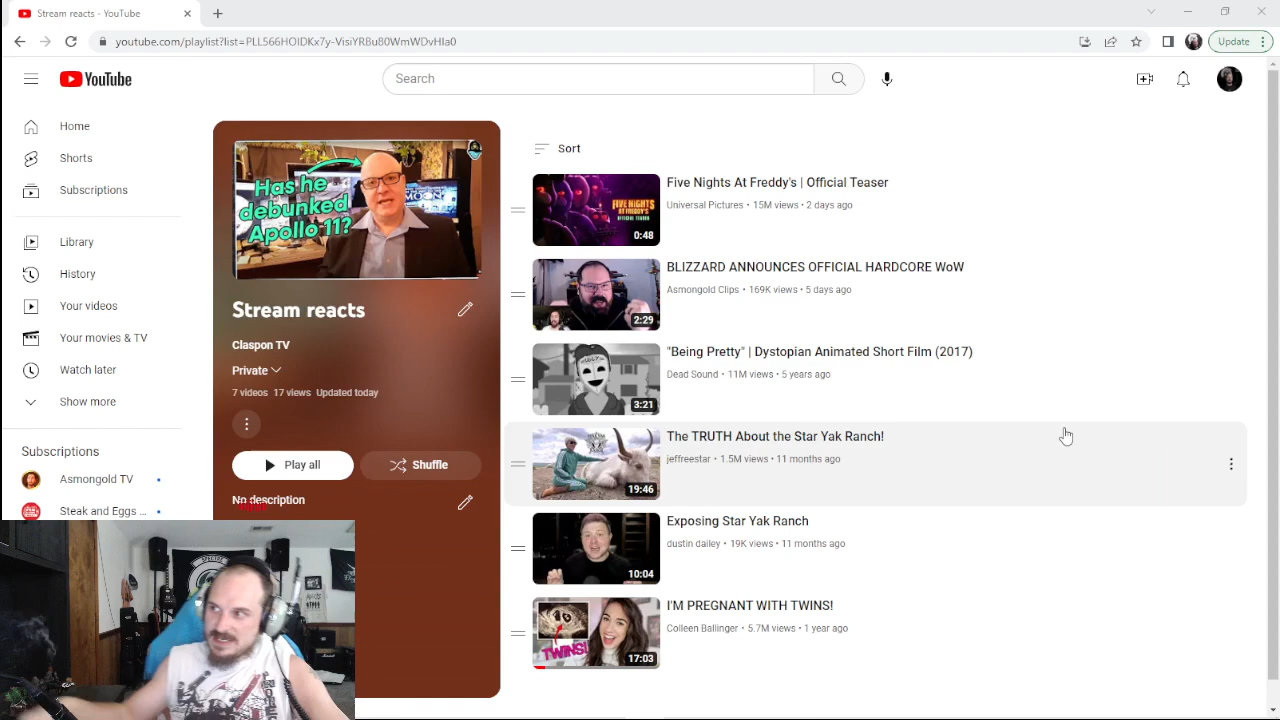 Stream reacts - YouTube
youtube.com/playlist?list=PLL566HOIDKx7y-VisiYRBu80WmWDvHIa0
Update
YouTube
Search
Home
Shorts
Subscriptions
Library
History
Your videos
Your movies & TV
Watch later
Show more
Subscriptions
Asmongold TV
Steak and Eggs ...
Has he
debunked
Apollo 11?
Stream reacts
Claspon TV
Private
7 videos 17 views Updated today
Play all
Shuffle
No description
Sort
FIVE NIGHTS
AT FREDDY'S
0:48
Five Nights At Freddy's | Official Teaser
Universal Pictures • 15M views • 2 days ago
2:29
BLIZZARD ANNOUNCES OFFICIAL HARDCORE WoW
Asmongold Clips • 169K views • 5 days ago
3:21
"Being Pretty" | Dystopian Animated Short Film (2017)
Dead Sound • 11M views • 5 years ago
19:46
The TRUTH About the Star Yak Ranch!
jeffreestar • 1.5M views • 11 months ago
10:04
Exposing Star Yak Ranch
dustin dailey • 19K views • 11 months ago
TWINS!!
17:03
I'M PREGNANT WITH TWINS!
Colleen Ballinger • 5.7M views • 1 year ago